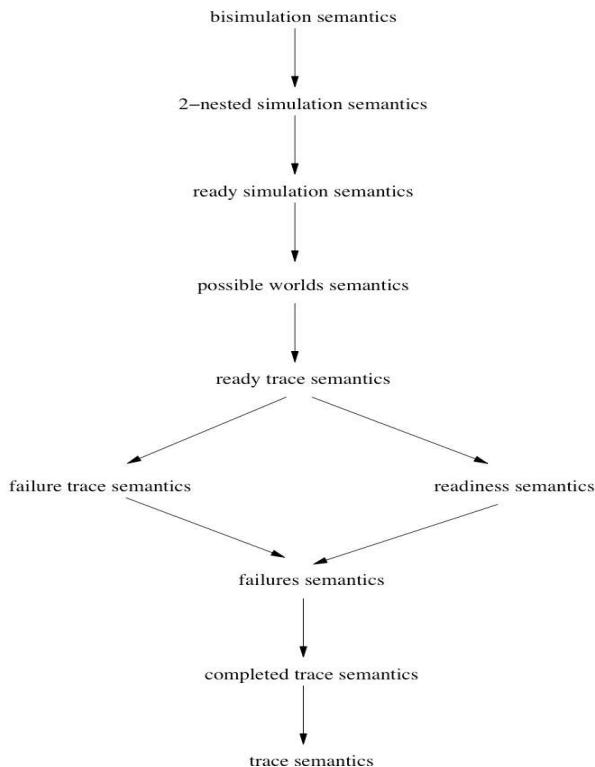 bisimulation semantics
2−nested simulation semantics
ready simulation semantics
possible worlds semantics
ready trace semantics
failure trace semantics
readiness semantics
failures semantics
completed trace semantics
trace semantics